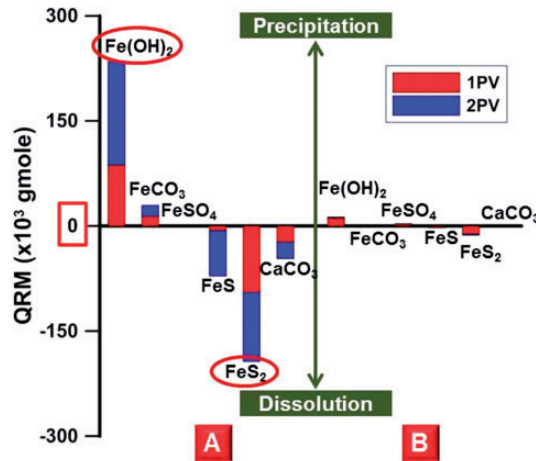 300
150
0
-150
-300
QRM (x10³ gmole)
Precipitation
Dissolution
1PV
2PV
Fe(OH)₂
FeCO₃
FeSO₄
FeS
FeS₂
CaCO₃
Fe(OH)₂
FeCO₃
FeSO₄
FeS
FeS₂
CaCO₃
A
B